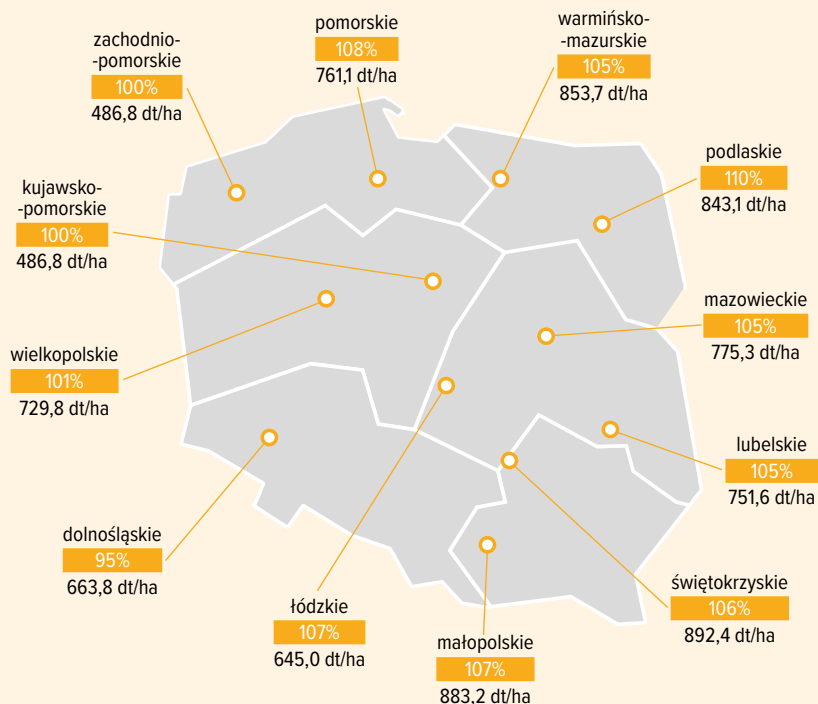 zachodnio-
-pomorskie
100%
486,8 dt/ha
pomorskie
108%
761,1 dt/ha
warmińsko-
-mazurskie
105%
853,7 dt/ha
podlaskie
110%
843,1 dt/ha
kujawsko-
-pomorskie
100%
486,8 dt/ha
mazowieckie
105%
775,3 dt/ha
wielkopolskie
101%
729,8 dt/ha
lubelskie
105%
751,6 dt/ha
dolnośląskie
95%
663,8 dt/ha
świętokrzyskie
106%
892,4 dt/ha
łódzkie
107%
645,0 dt/ha
małopolskie
107%
883,2 dt/ha